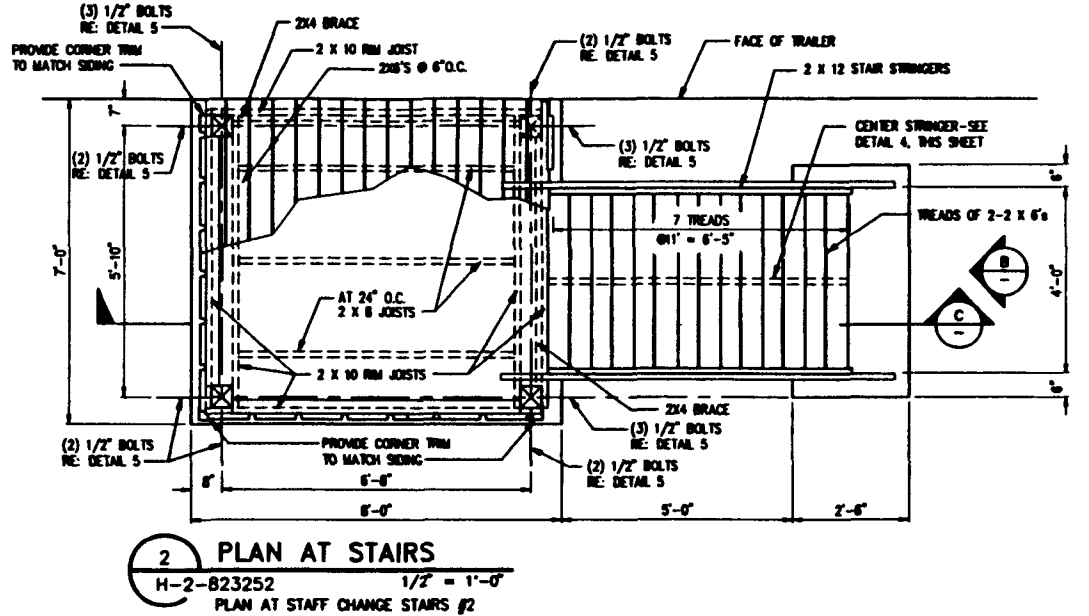 (3) 1/2" BOLTS
RE: DETAIL 5
PROVIDE CORNER TRIM
TO MATCH SIDING
2X4 BRACE
2 X 10 RIM JOIST
2X6'S @ 6"O.C.
(2) 1/2" BOLTS
RE: DETAIL 5
FACE OF TRAILER
2 X 12 STAIR STRINGERS
7"
(2) 1/2" BOLTS
RE: DETAIL 5
(3) 1/2" BOLTS
RE: DETAIL 5
CENTER STRINGER-SEE
DETAIL 4, THIS SHEET
6"
7 TREADS
@11' = 6'-5"
TREADS OF 2-2 X 6's
7'-0"
5'-10"
4'-0"
B
–
C
~
AT 24" O.C.
2 X 6 JOISTS
2 X 10 RIM JOISTS
2X4 BRACE
6"
(2) 1/2" BOLTS
RE: DETAIL 5
PROVIDE CORNER TRIM
TO MATCH SIDING
(3) 1/2" BOLTS
RE: DETAIL 5
(2) 1/2" BOLTS
RE: DETAIL 5
8"
6'-8"
8'-0"
5'-0"
2'-6"
2
PLAN AT STAIRS
H-2-823252
1/2" = 1'-0"
PLAN AT STAFF CHANGE STAIRS #2